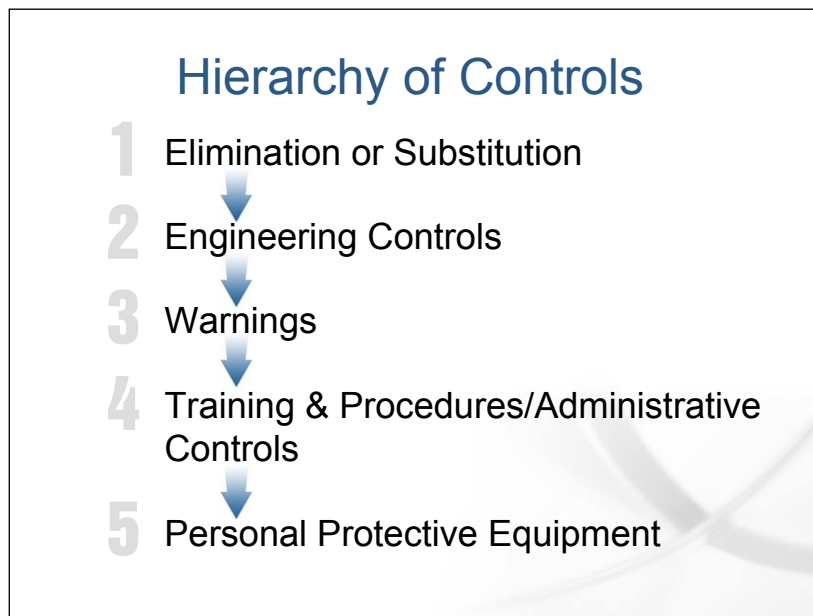 Hierarchy of Controls
1 Elimination or Substitution
2 Engineering Controls
3 Warnings
4 Training & Procedures/Administrative
Controls
5 Personal Protective Equipment